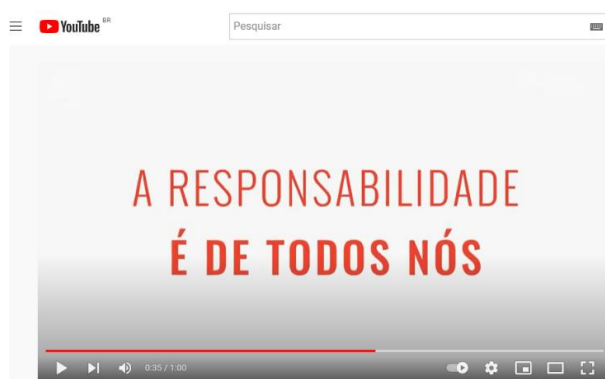 YouTube BR
Pesquisar
A RESPONSABILIDADE
É DE TODOS NÓS
0:35 / 1:00